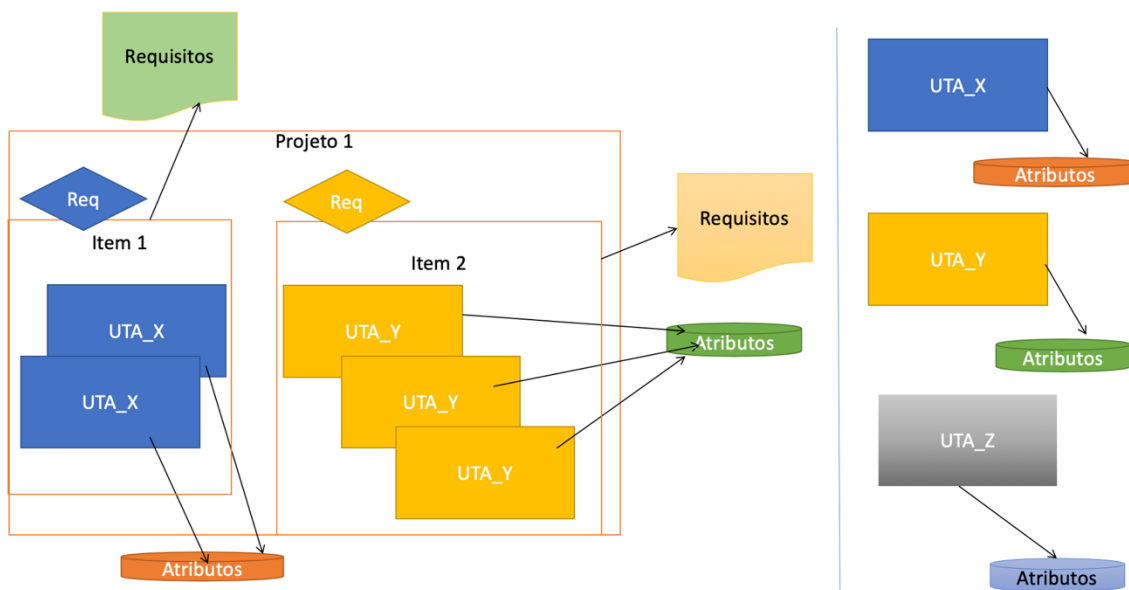 Requisitos
Projeto 1
Req
Req
Item 1
Item 2
UTA_X
UTA_X
UTA_Y
UTA_Y
UTA_Y
Requisitos
Atributos
Atributos
UTA_X
Atributos
UTA_Y
Atributos
UTA_Z
Atributos